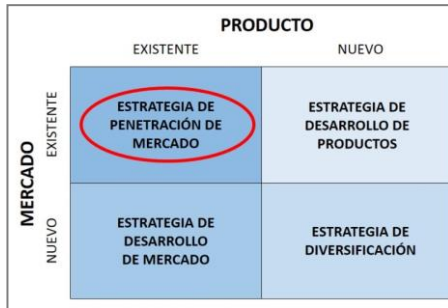 PRODUCTO
EXISTENTE NUEVO
MERCADO
EXISTENTE
ESTRATEGIA DE
PENETRACIÓN DE
MERCADO
ESTRATEGIA DE
DESARROLLO DE
PRODUCTOS
NUEVO
ESTRATEGIA DE
DESARROLLO
DE MERCADO
ESTRATEGIA DE
DIVERSIFICACIÓN